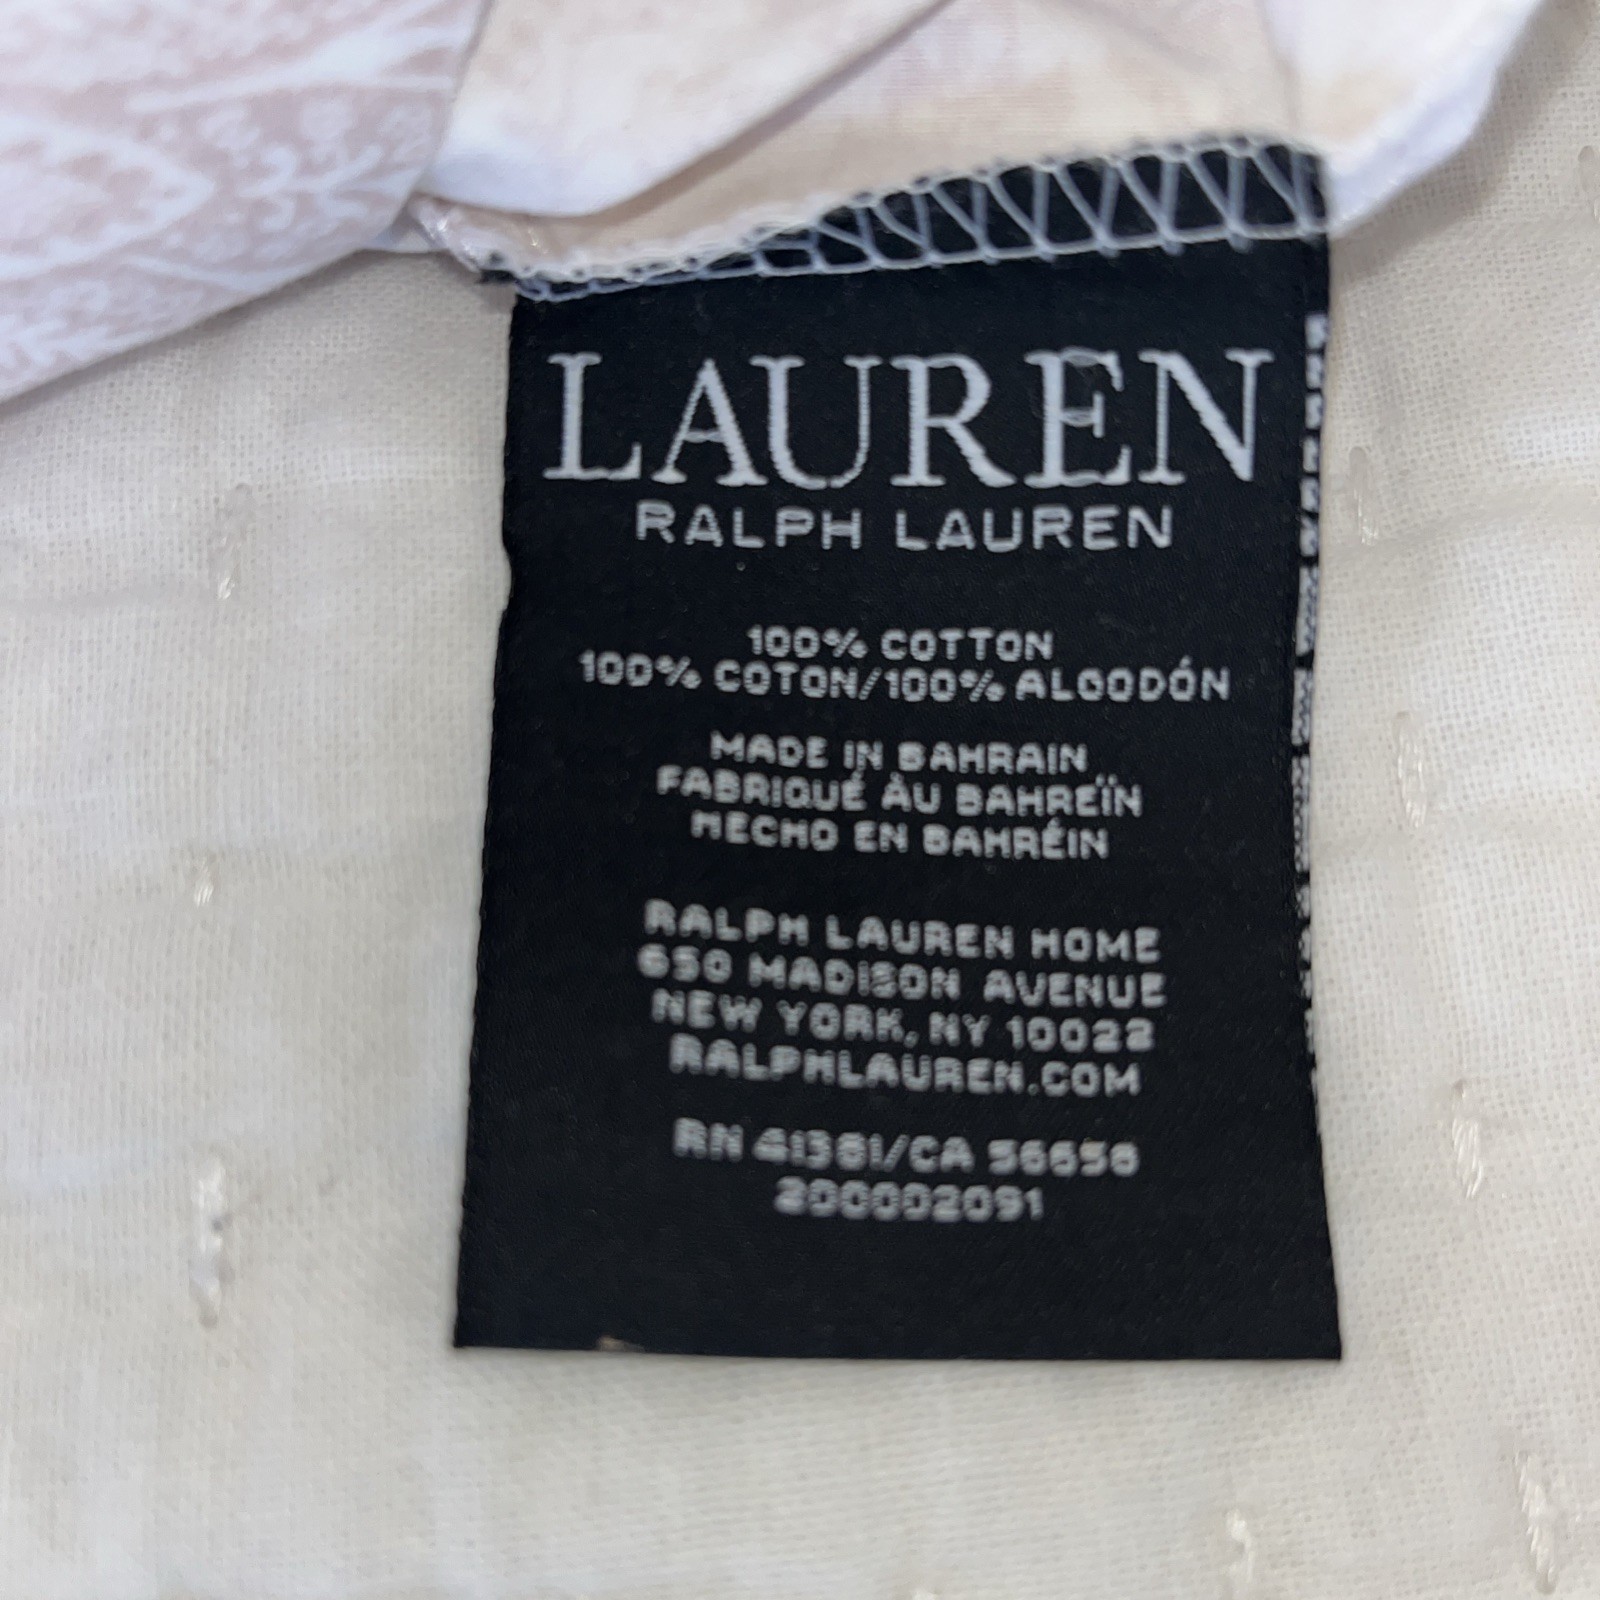 LAUREN
RALPH LAUREN
100% COTTON
100% COTON/100% ALGODÓN
MADE IN BAHRAIN
FABRIQUÉ ÀU BAHREÏN
HECHO EN BAHRÉIN
RALPH LAUREN HOME
650 MADISON AVENUE
NEW YORK, NY 10022
RALPHLAUREN.COM
RN 41381/CA 56658
200002091